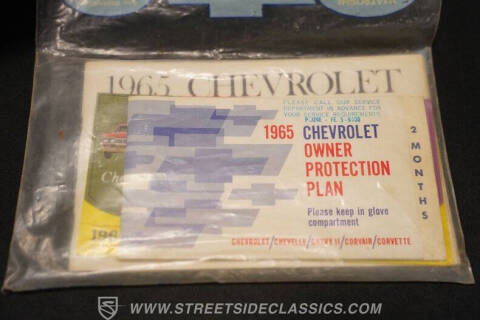 1965 CHEVROLET
PLEASE CALL OUR SERVICE
DEPARTMENT IN ADVANCE FOR
YOUR SERVICE REQUIREMENTS
1965 CHEVROLET
OWNER
PROTECTION
PLAN
Please keep in glove
compartment
2 MONTHS
CHEVROLET/CHEVELLE/CHEVY II/CORVAIR/CORVETTE
WWW.STREETSIDECLASSICS.COM